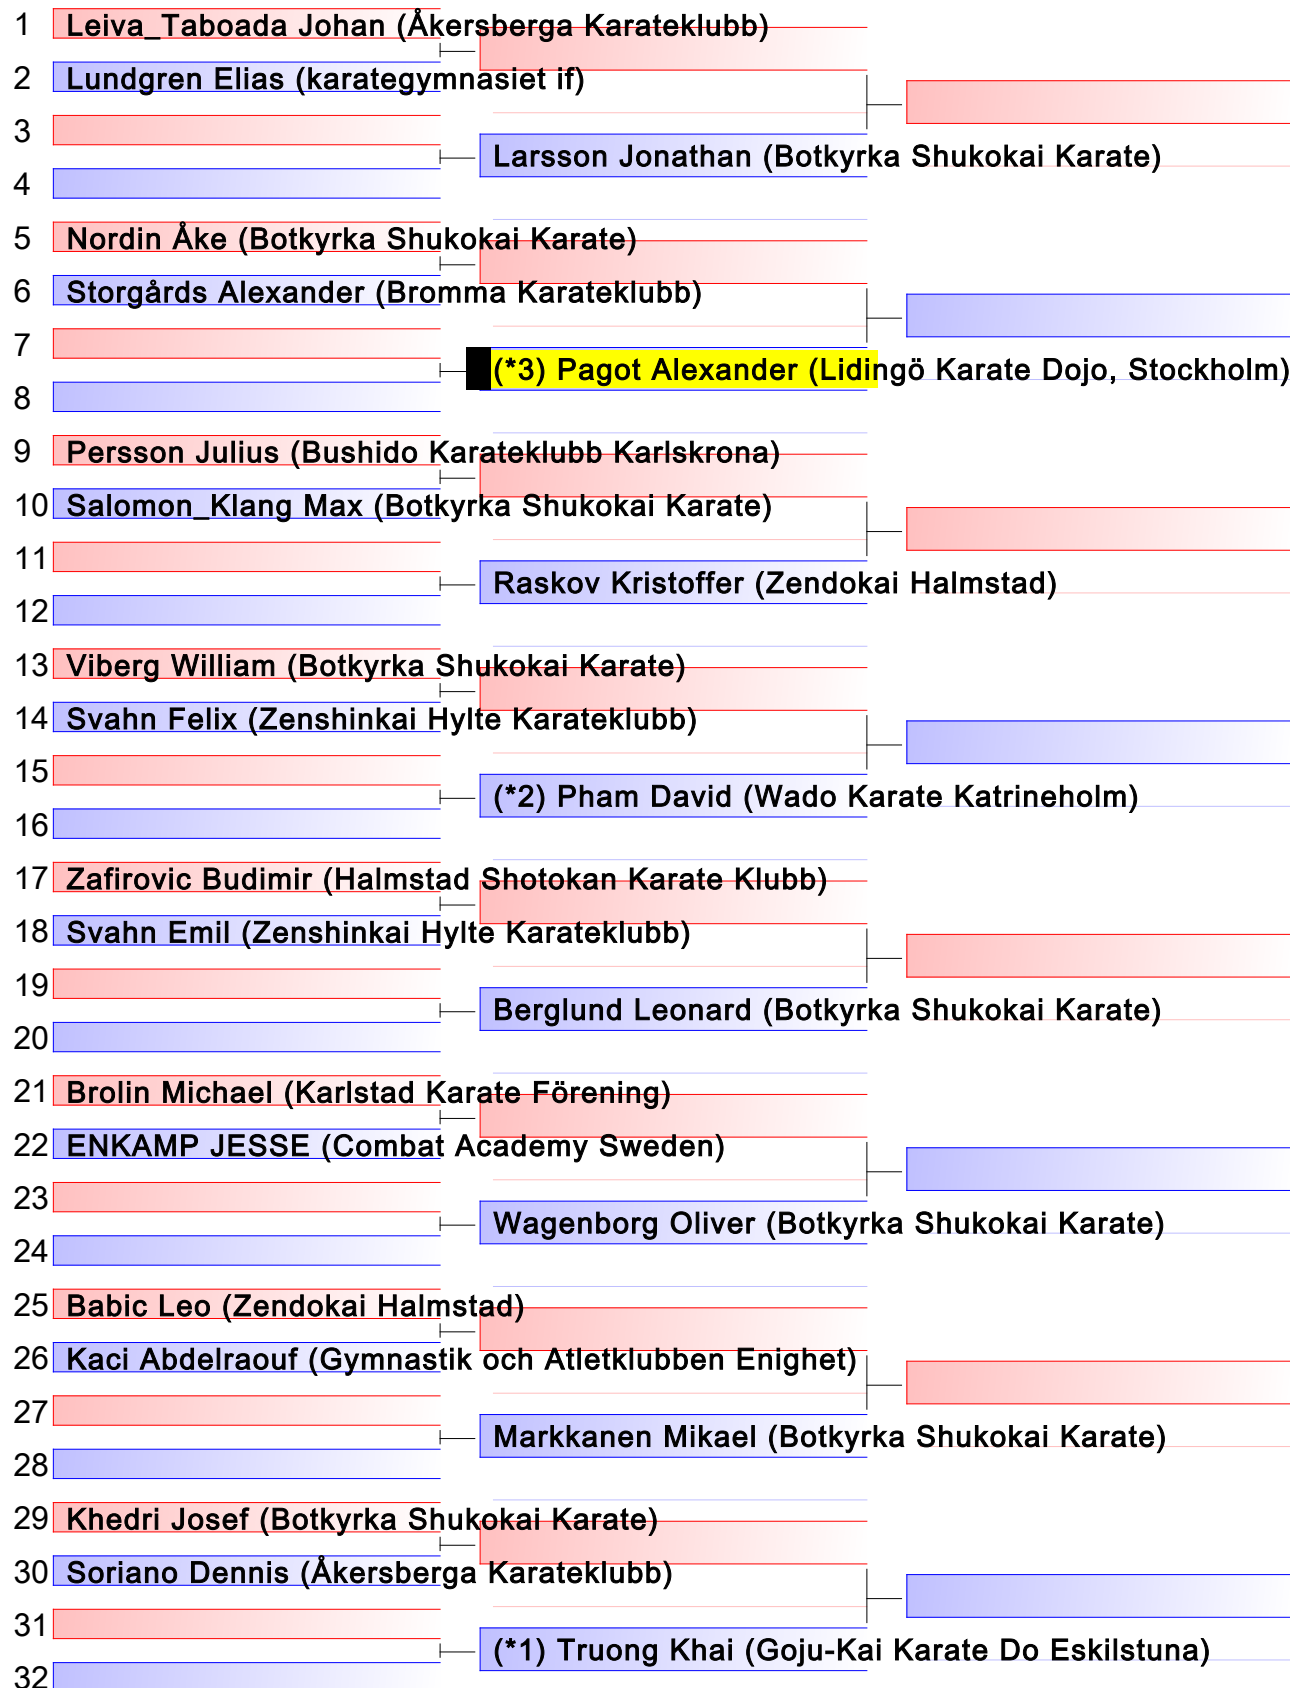 1 Leiva_Taboada Johan (Åkersberga Karateklubb)
2 Lundgren Elias (karategymnasiet if)
3
Larsson Jonathan (Botkyrka Shukokai Karate)
4
5 Nordin Åke (Botkyrka Shukokai Karate)
6 Storgårds Alexander (Bromma Karateklubb)
7
(*3) Pagot Alexander (Lidingö Karate Dojo, Stockholm)
8
9 Persson Julius (Bushido Karateklubb Karlskrona)
10 Salomon_Klang Max (Botkyrka Shukokai Karate)
11
Raskov Kristoffer (Zendokai Halmstad)
12
13 Viberg William (Botkyrka Shukokai Karate)
14 Svahn Felix (Zenshinkai Hylte Karateklubb)
15
(*2) Pham David (Wado Karate Katrineholm)
16
17 Zafirovic Budimir (Halmstad Shotokan Karate Klubb)
18 Svahn Emil (Zenshinkai Hylte Karateklubb)
19
Berglund Leonard (Botkyrka Shukokai Karate)
20
21 Brolin Michael (Karlstad Karate Förening)
22 ENKAMP JESSE (Combat Academy Sweden)
23
Wagenborg Oliver (Botkyrka Shukokai Karate)
24
25 Babic Leo (Zendokai Halmstad)
26 Kaci Abdelraouf (Gymnastik och Atletklubben Enighet)
27
Markkanen Mikael (Botkyrka Shukokai Karate)
28
29 Khedri Josef (Botkyrka Shukokai Karate)
30 Soriano Dennis (Åkersberga Karateklubb)
31
(*1) Truong Khai (Goju-Kai Karate Do Eskilstuna)
32